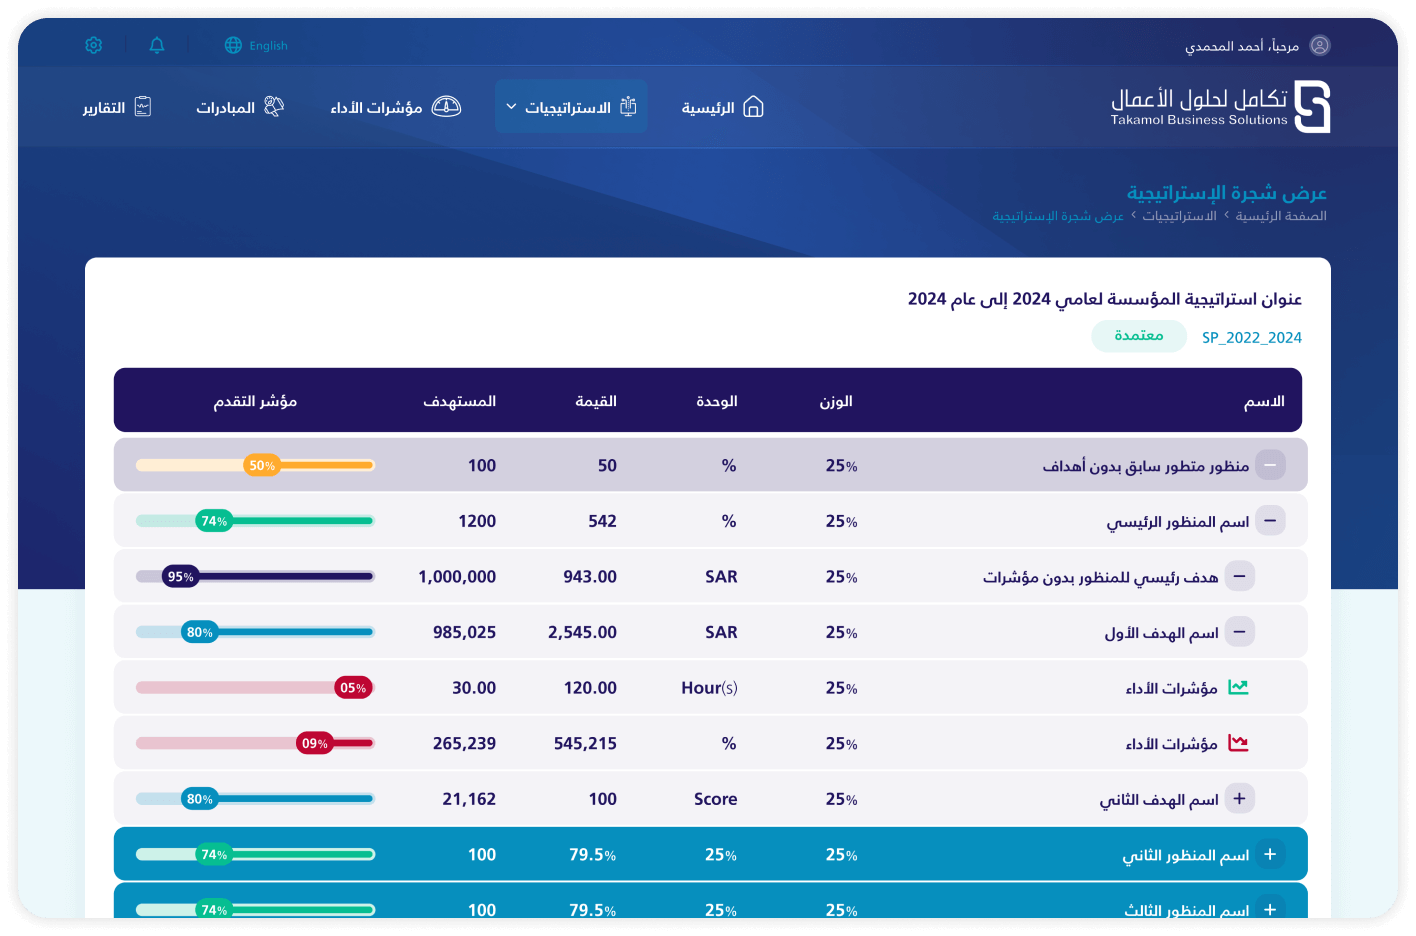 مرحباً، أحمد المحمدي
English
تكامل لحلول الأعمال
Takamol Business Solutions
الرئيسية
الاستراتيجيات
مؤشرات الأداء
المبادرات
التقارير
عرض شجرة الإستراتيجية
الصفحة الرئيسية › الاستراتيجيات › عرض شجرة الإستراتيجية
عنوان استراتيجية المؤسسة لعامي 2024 إلى عام 2024
SP_2022_2024 معتمدة
الاسم الوزن الوحدة القيمة المستهدف مؤشر التقدم
منظور متطور سابق بدون أهداف 25% % 50 100 50%
اسم المنظور الرئيسي 25% % 542 1200 74%
هدف رئيسي للمنظور بدون مؤشرات 25% SAR 943.00 1,000,000 95%
اسم الهدف الأول 25% SAR 2,545.00 985,025 80%
مؤشرات الأداء 25% Hour(s) 120.00 30.00 05%
مؤشرات الأداء 25% % 545,215 265,239 09%
اسم الهدف الثاني 25% Score 100 21,162 80%
اسم المنظور الثاني 25% 25% 79.5% 100 74%
اسم المنظور الثالث 25% 25% 79.5% 100 74%